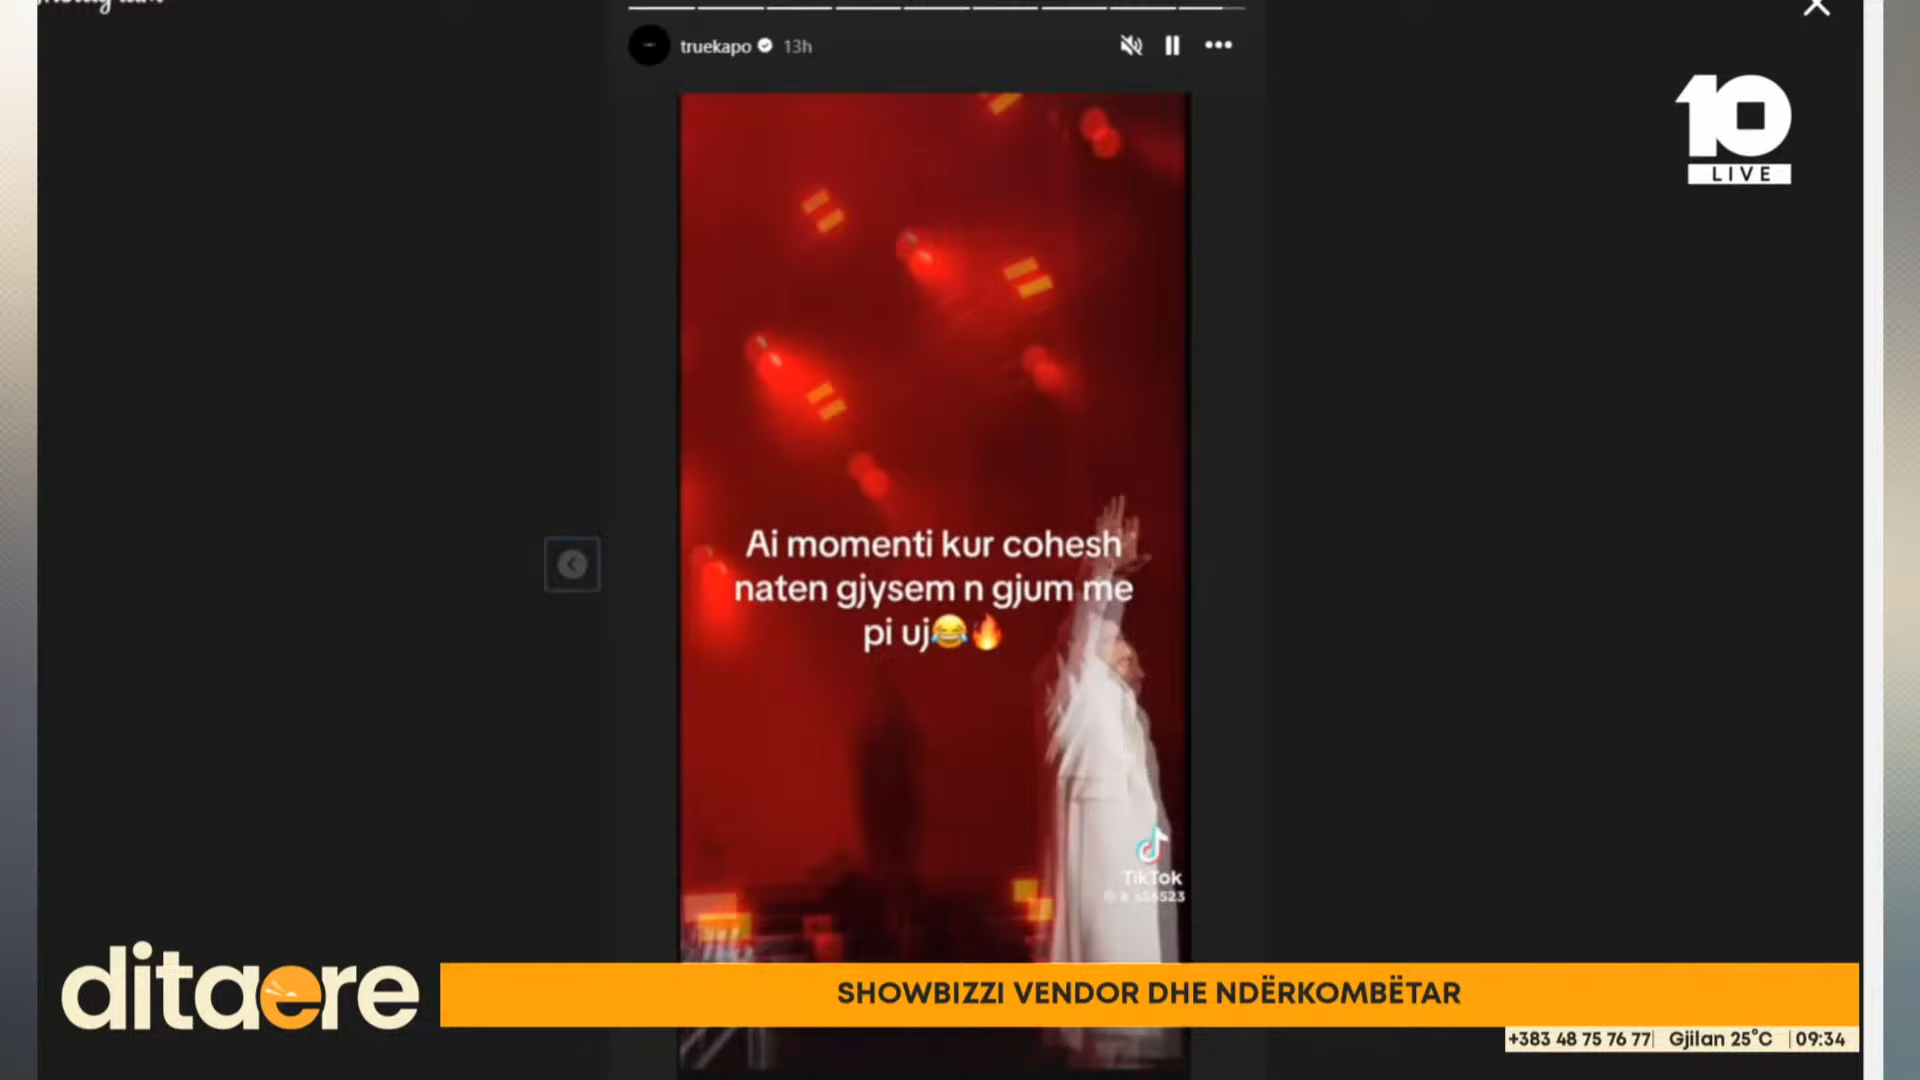 truekapo 13h
10
LIVE
Ai momenti kur cohesh
naten gjysem n gjum me
pi uj😂🔥
TikTok
ditaere
SHOWBIZZI VENDOR DHE NDËRKOMBËTAR
+383 48 75 76 77| Gjilan 25°C |09:34